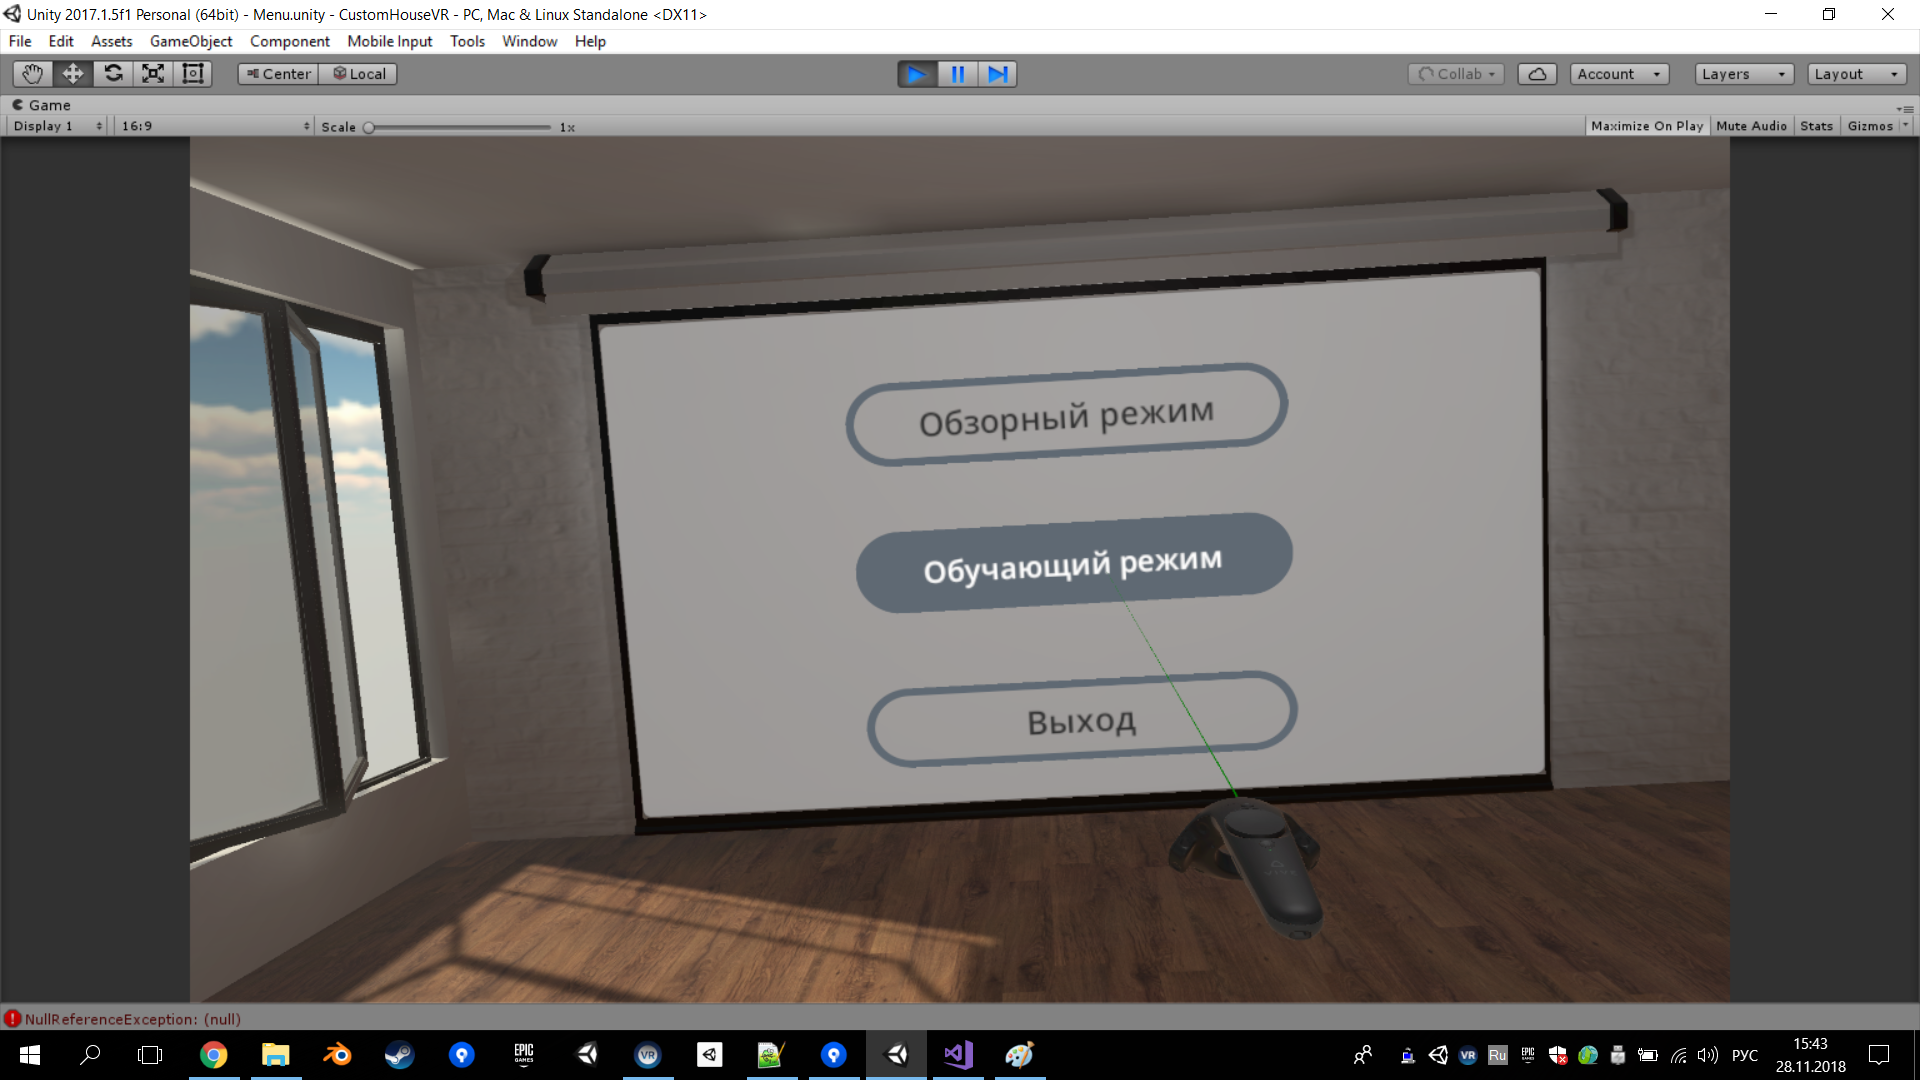 Unity 2017.1.5f1 Personal (64bit) - Menu.unity - CustomHouseVR - PC, Mac & Linux Standalone <DX11>
File Edit Assets GameObject Component Mobile Input Tools Window Help
Center Local Collab Account Layers Layout
Game
Display 1 16:9 Scale 1x Maximize On Play Mute Audio Stats Gizmos
Обзорный режим
Обучающий режим
Выход
VIVE
NullReferenceException: (null)
EPIC GAMES VR VR Ru EPIC РУС 15:43
28.11.2018